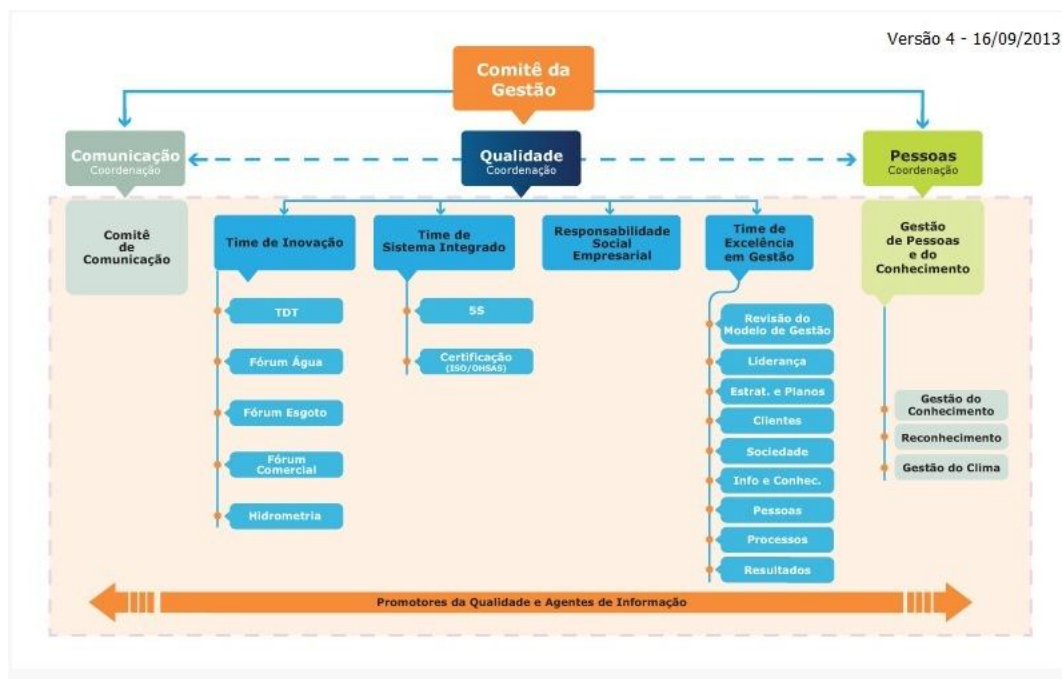 Versão 4 - 16/09/2013
Comitê da
Gestão
Comunicação
Coordenação
Qualidade
Coordenação
Pessoas
Coordenação
Comitê
de
Comunicação
Time de Inovação
TDT
Fórum Água
Fórum Esgoto
Fórum
Comercial
Hidrometria
Time de
Sistema Integrado
5S
Certificação
(ISO/OHSAS)
Responsabilidade
Social
Empresarial
Time de
Excelência
em Gestão
Revisão do
Modelo de Gestão
Liderança
Estrat. e Planos
Clientes
Sociedade
Info e Conhec.
Pessoas
Processos
Resultados
Gestão
de Pessoas
e do
Conhecimento
Gestão do
Conhecimento
Reconhecimento
Gestão do Clima
Promotores da Qualidade e Agentes de Informação